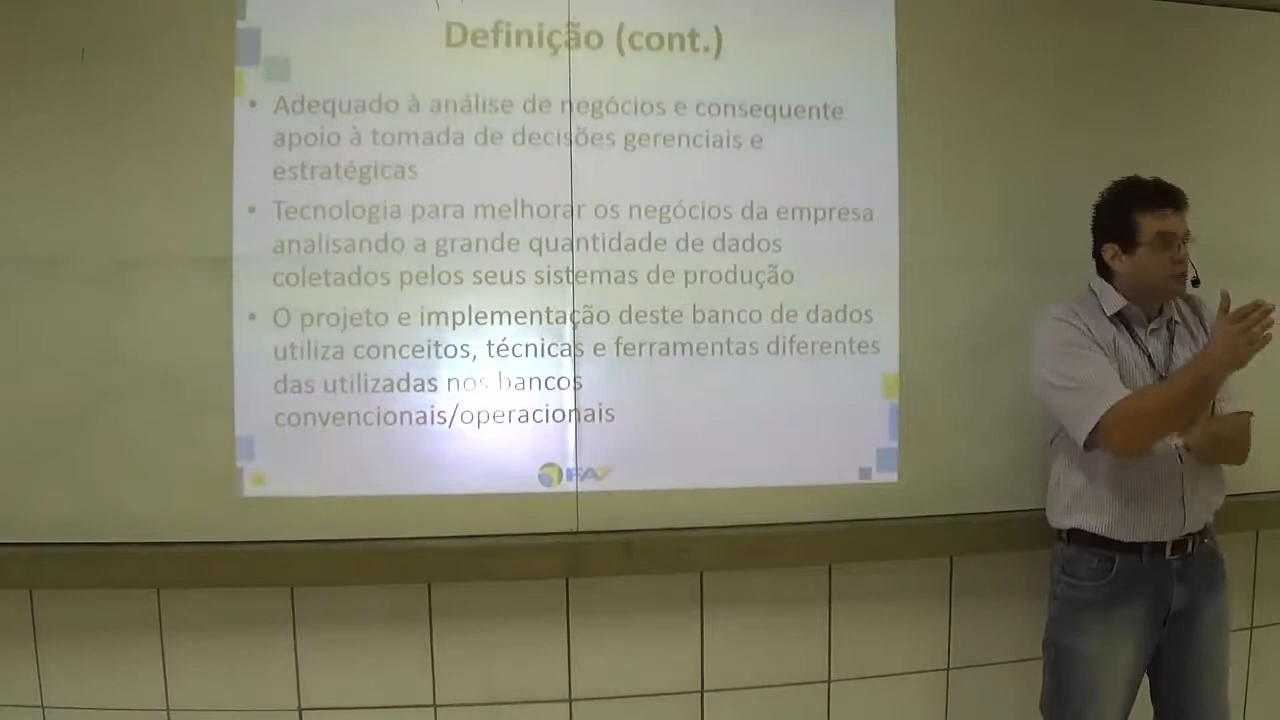 Definição (cont.)
• Adequado à análise de negócios e consequente
apoio à tomada de decisões gerenciais e
estratégicas
• Tecnologia para melhorar os negócios da empresa
analisando a grande quantidade de dados
coletados pelos seus sistemas de produção
• O projeto e implementação deste banco de dados
utiliza conceitos, técnicas e ferramentas diferentes
das utilizadas nos bancos
convencionais/operacionais
FA7